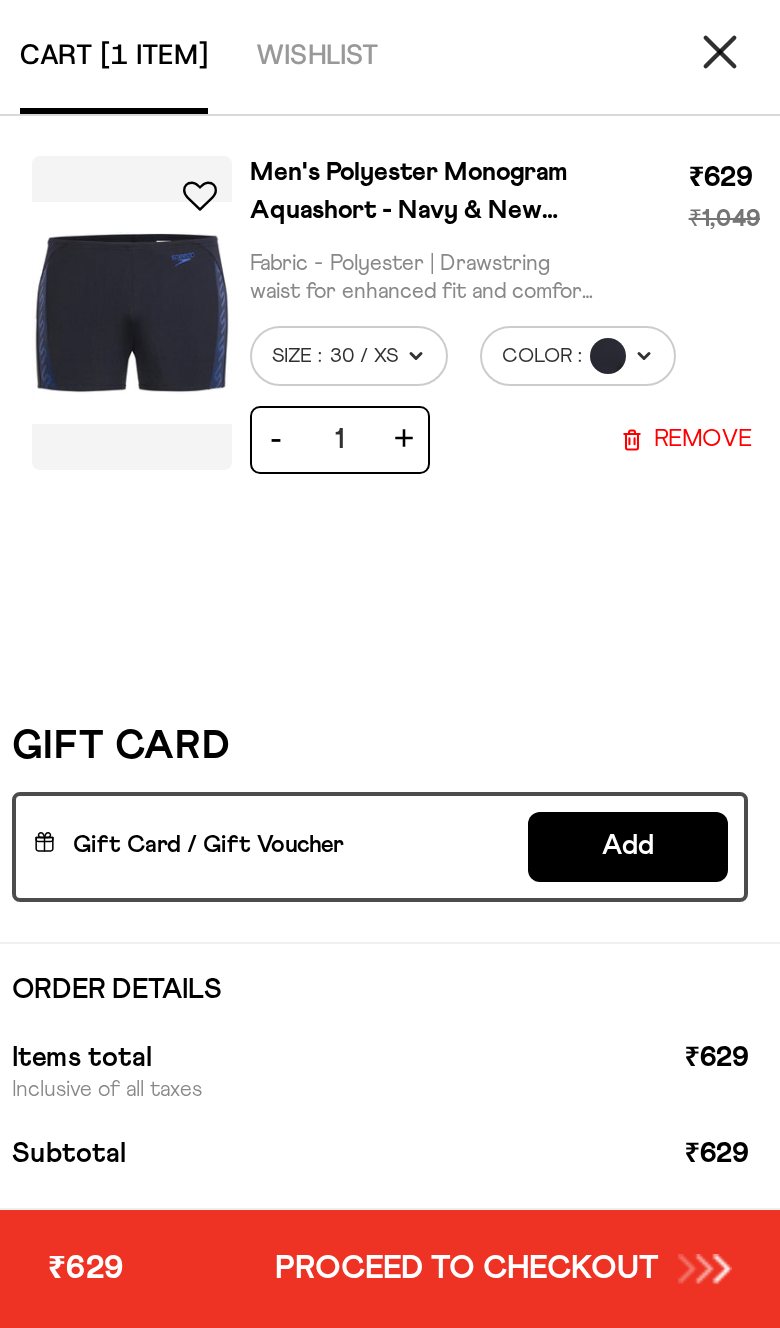 CART [1 ITEM] WISHLIST
Men's Polyester Monogram
Aquashort - Navy & New...
₹629
₹1,049
speedo
Fabric - Polyester | Drawstring
waist for enhanced fit and comfor...
SIZE : 30 / XS
COLOR :
- 1 +
REMOVE
GIFT CARD
Gift Card / Gift Voucher
Add
ORDER DETAILS
Items total ₹629
Inclusive of all taxes
Subtotal ₹629
₹629 PROCEED TO CHECKOUT